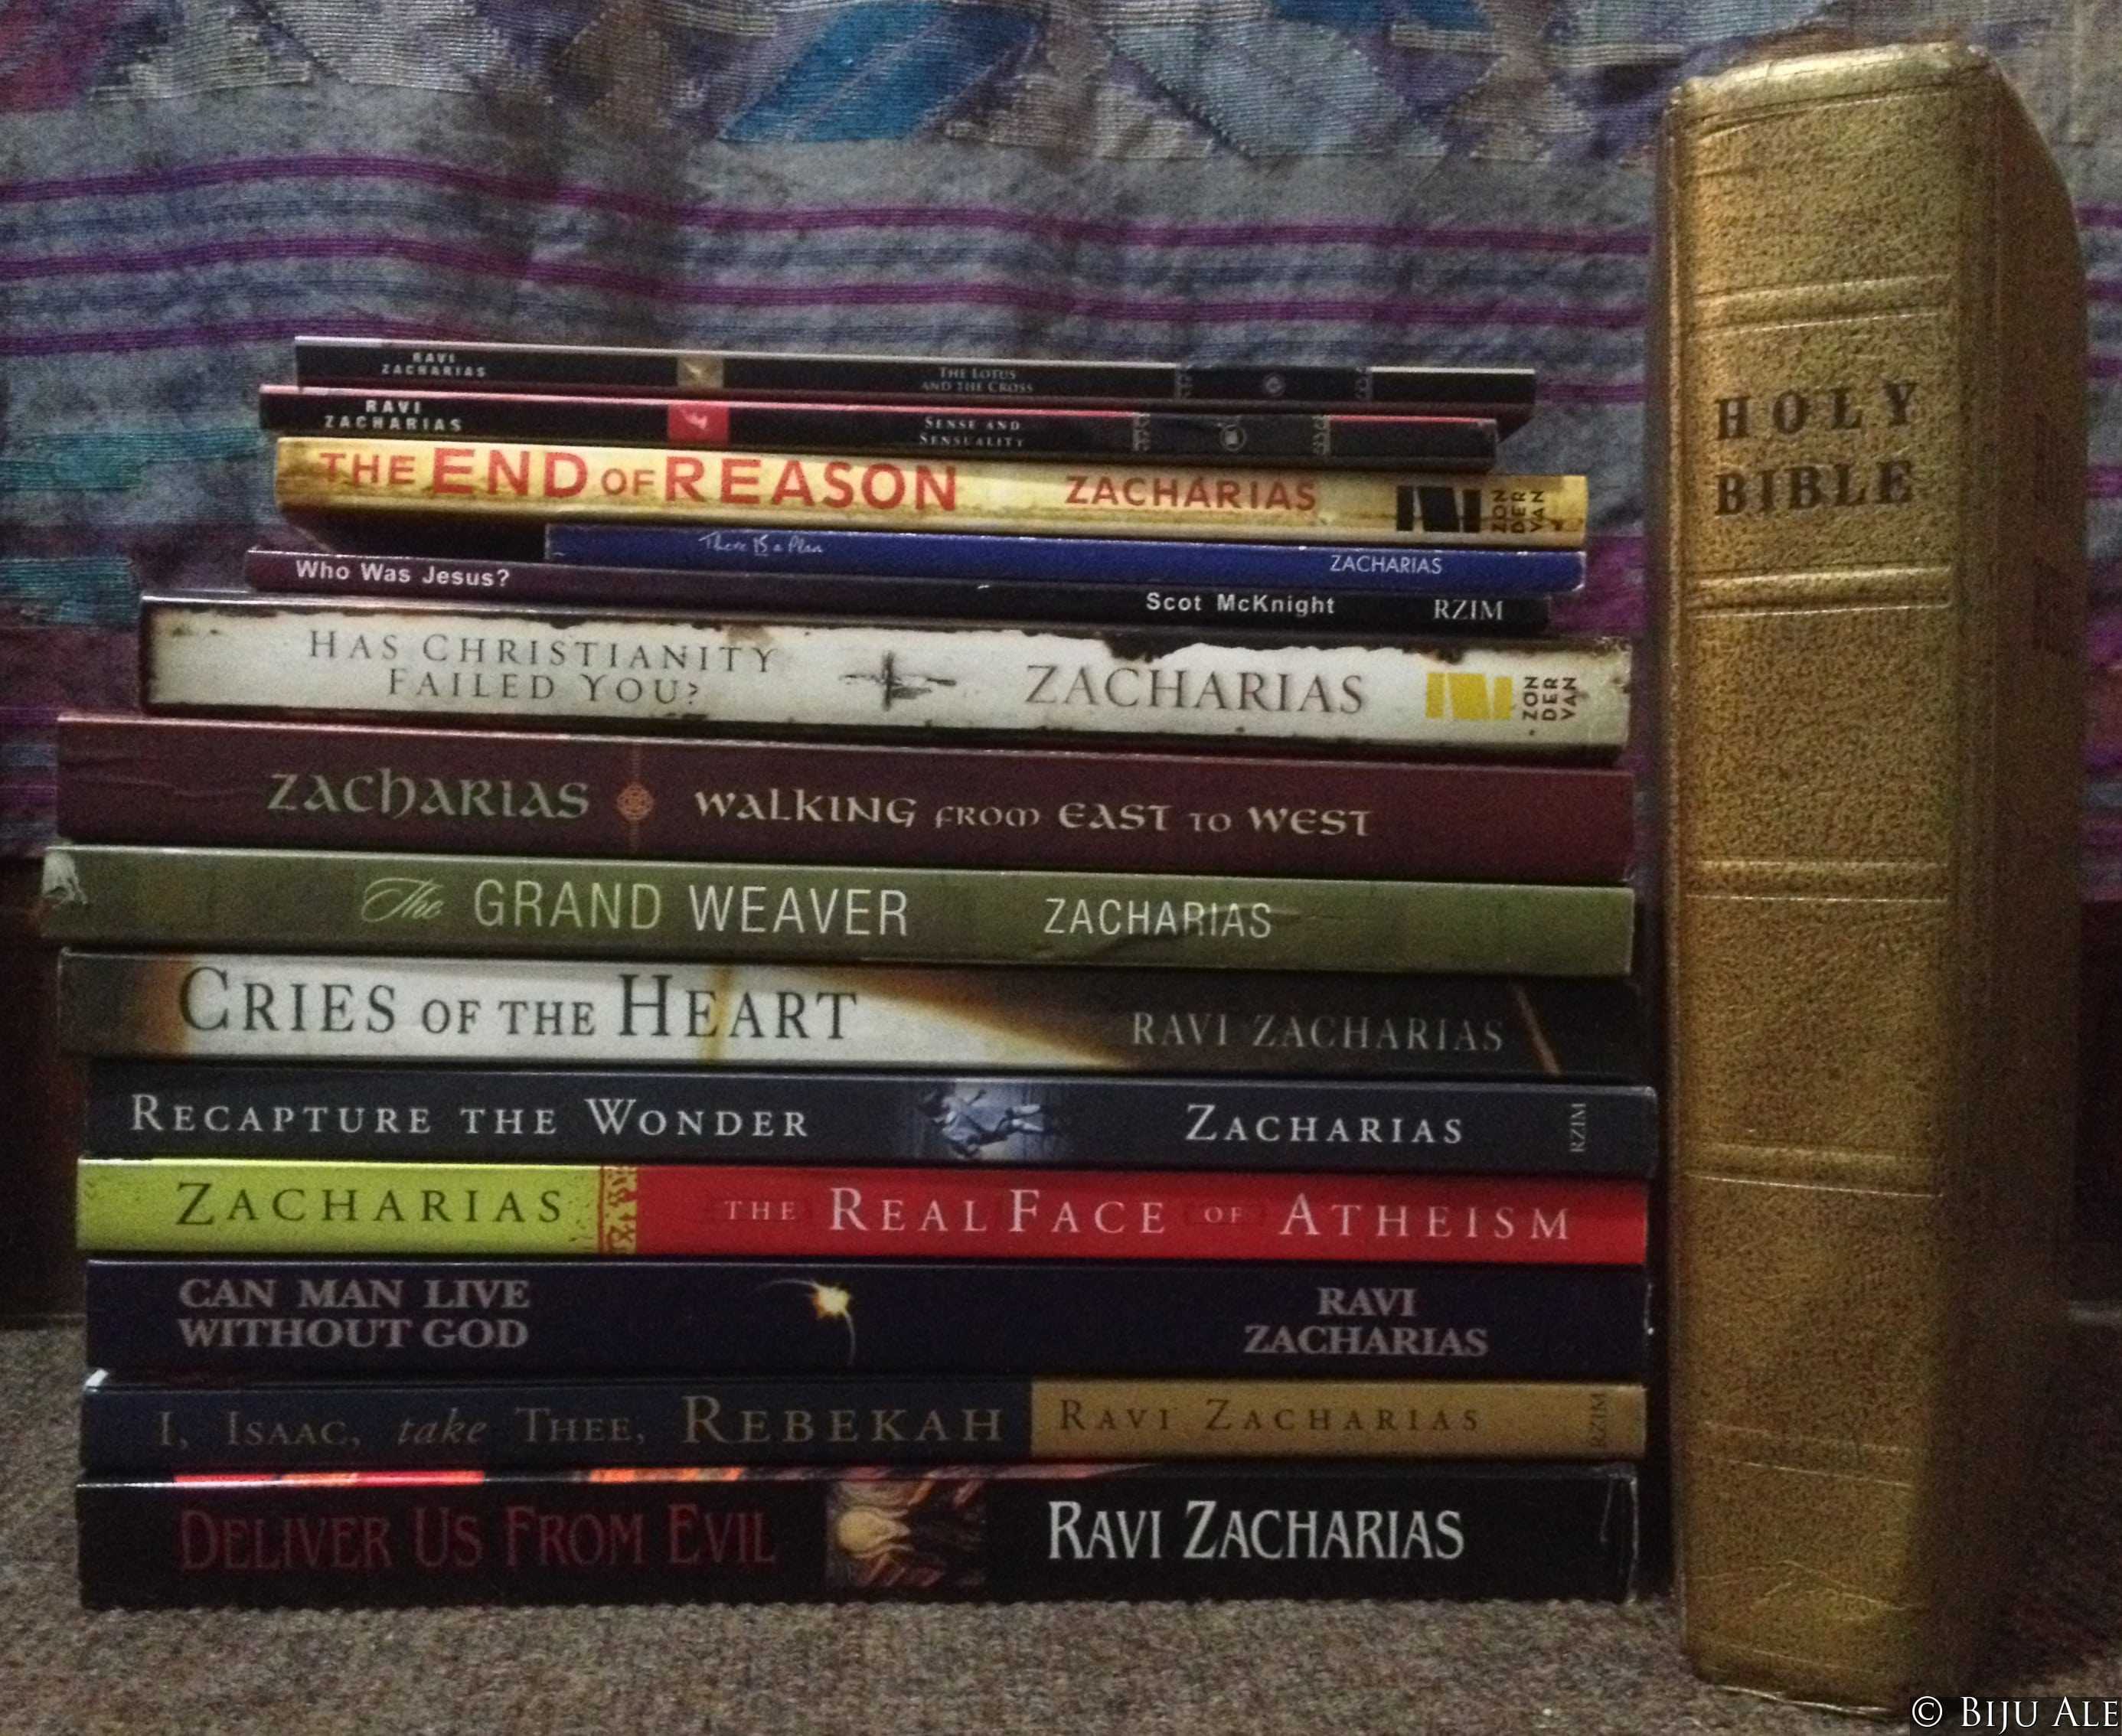 RAVI
ZACHARIAS
THE LOTUS
AND THE CROSS
RAVI
ZACHARIAS
SENSE AND
SENSUALITY
THE END OF REASON ZACHARIAS ZON
DER
VAN
There Is a Plan ZACHARIAS
Who Was Jesus? Scot McKnight RZIM
HAS CHRISTIANITY
FAILED YOU?
ZACHARIAS
ZON
DER
VAN
ZACHARIAS WALKING FROM EAST TO WEST
The GRAND WEAVER ZACHARIAS
CRIES OF THE HEART RAVI ZACHARIAS
RECAPTURE THE WONDER ZACHARIAS RZIM
ZACHARIAS THE REAL FACE OF ATHEISM
CAN MAN LIVE
WITHOUT GOD
RAVI
ZACHARIAS
I, ISAAC, take THEE, REBEKAH RAVI ZACHARIAS RZIM
DELIVER US FROM EVIL RAVI ZACHARIAS
HOLY
BIBLE
© BIJU ALE